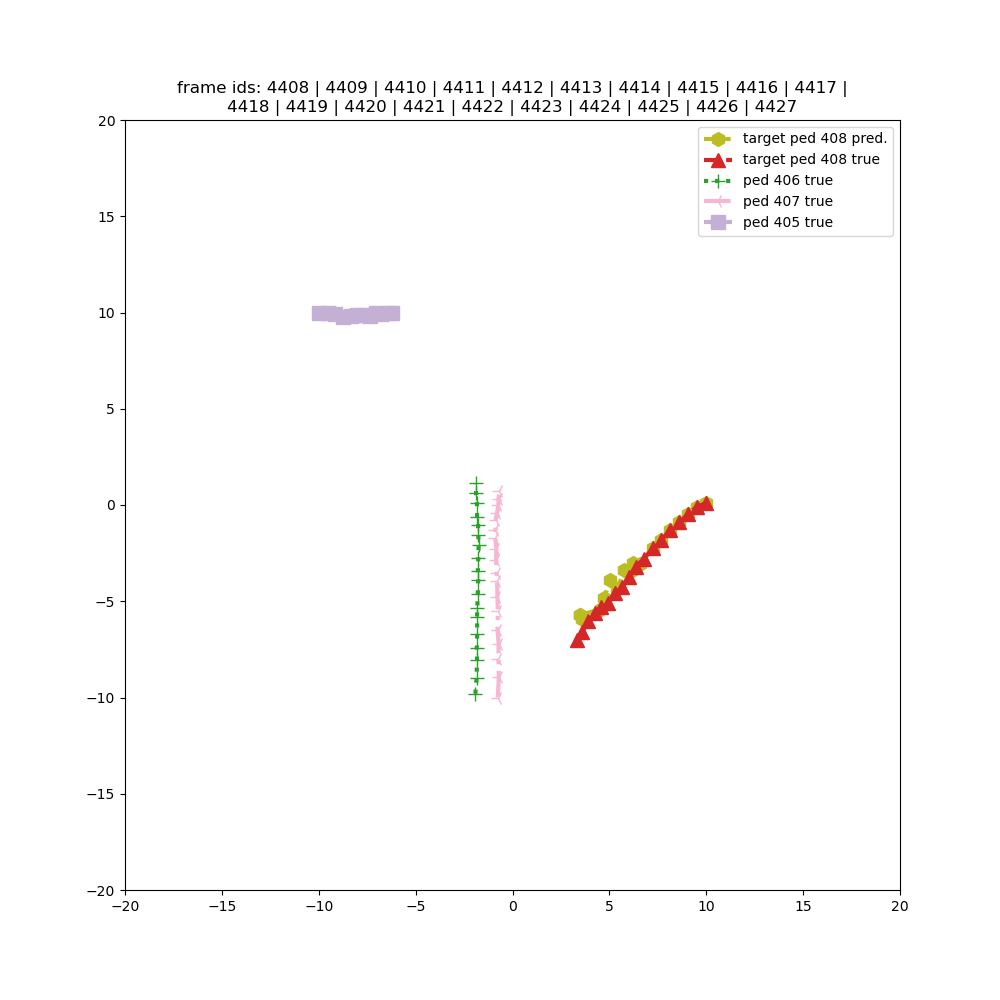 frame ids: 4408 | 4409 | 4410 | 4411 | 4412 | 4413 | 4414 | 4415 | 4416 | 4417 |
4418 | 4419 | 4420 | 4421 | 4422 | 4423 | 4424 | 4425 | 4426 | 4427
target ped 408 pred.
target ped 408 true
ped 406 true
ped 407 true
ped 405 true
20
15
10
5
0
−5
−10
−15
−20
−20 −15 −10 −5 0 5 10 15 20